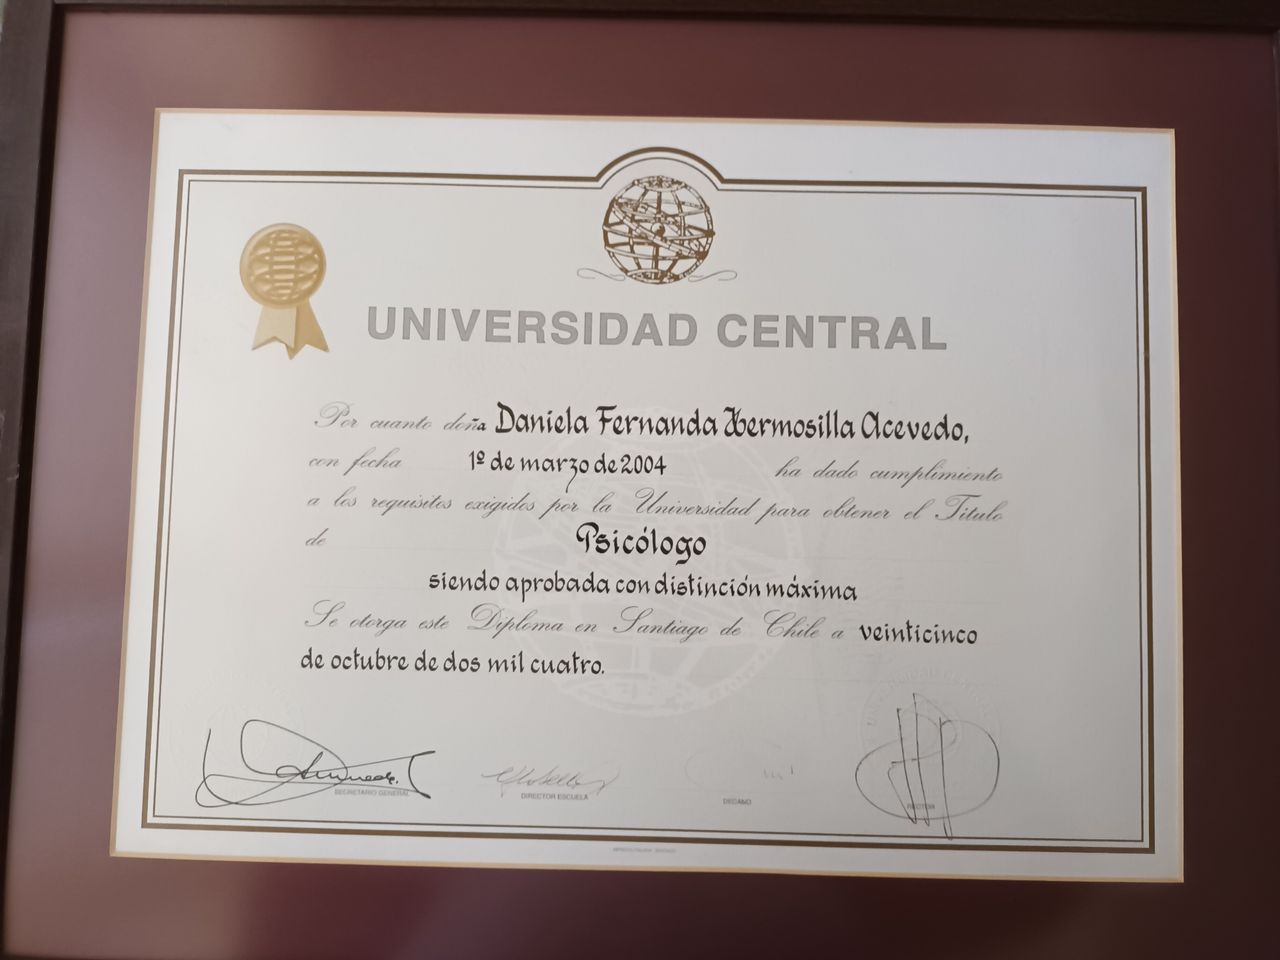 UNIVERSIDAD CENTRAL
Por cuanto doña Daniela Fernanda Hermosilla Acevedo,
con fecha 1º de marzo de 2004 ha dado cumplimiento
a los requisitos exigidos por la Universidad para obtener el Título
de Psicólogo
siendo aprobada con distinción máxima
Se otorga este Diploma en Santiago de Chile a veinticinco
de octubre de dos mil cuatro.
UNIVERSIDAD CENTRAL
SECRETARIO GENERAL
DIRECTOR ESCUELA
DECANO
RECTOR